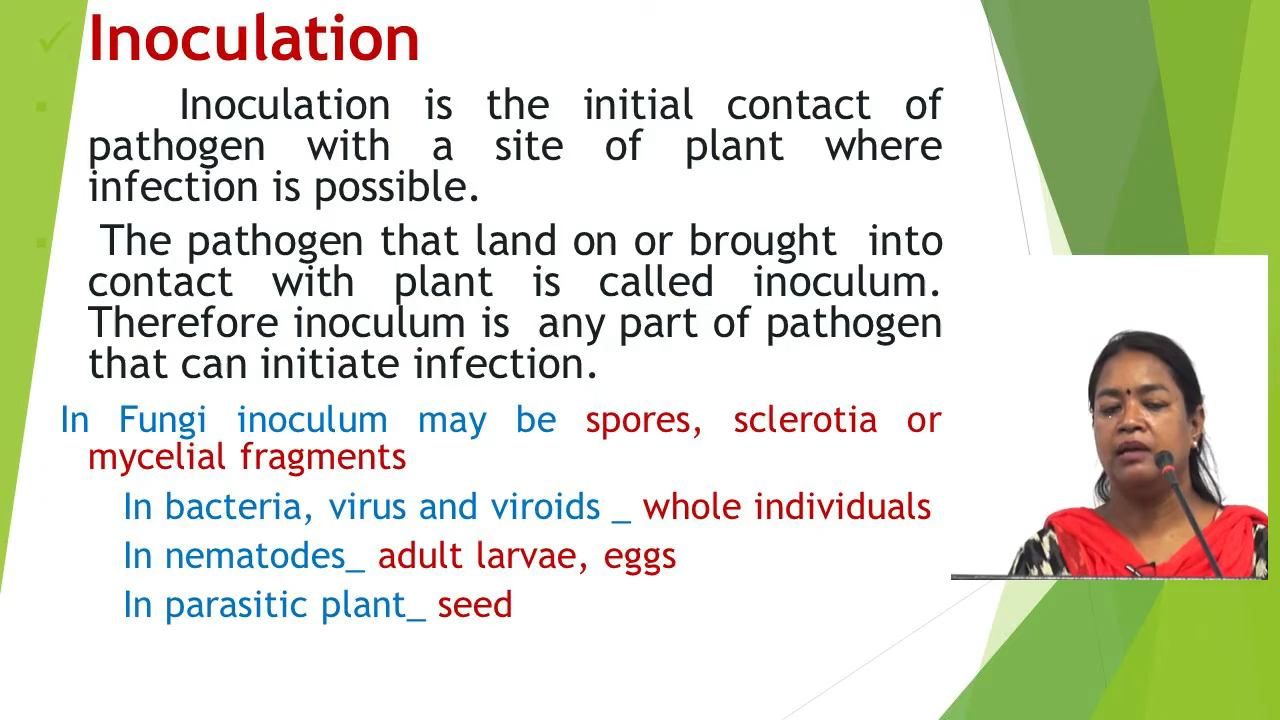 Inoculation
Inoculation is the initial contact of
pathogen with a site of plant where
infection is possible.
The pathogen that land on or brought into
contact with plant is called inoculum.
Therefore inoculum is any part of pathogen
that can initiate infection.
In Fungi inoculum may be spores, sclerotia or
mycelial fragments
In bacteria, virus and viroids _ whole individuals
In nematodes_ adult larvae, eggs
In parasitic plant_ seed